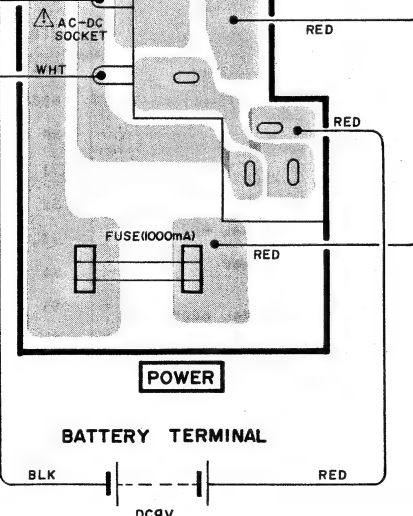 AC-DC
SOCKET
RED
WHT
RED
FUSE(1000mA)
RED
POWER
BATTERY TERMINAL
BLK
RED
DC9V